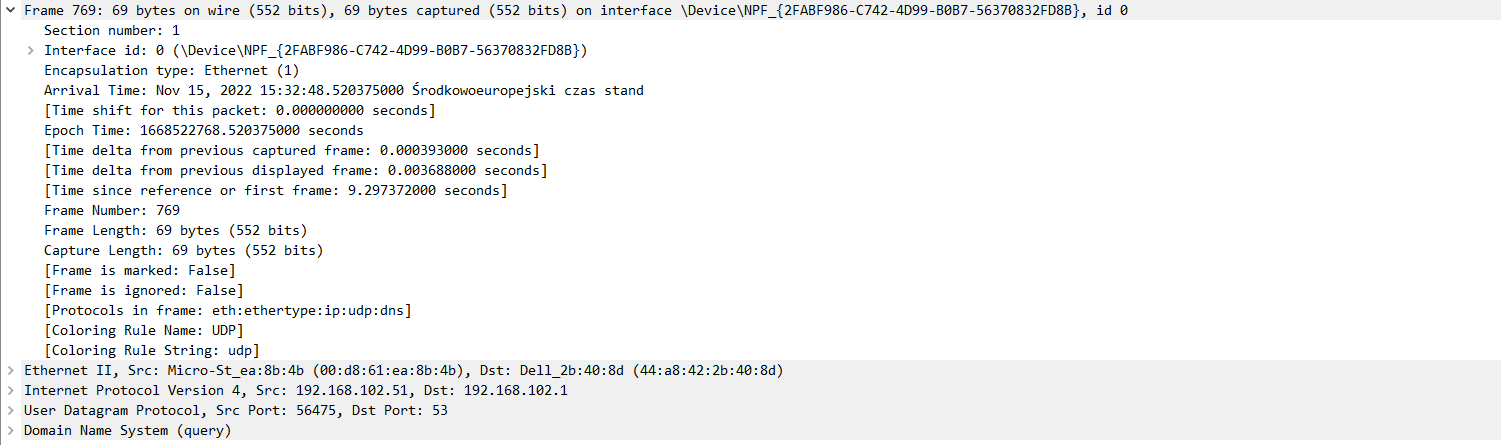 Frame 769: 69 bytes on wire (552 bits), 69 bytes captured (552 bits) on interface \Device\NPF_{2FABF986-C742-4D99-B0B7-56370832FD8B}, id 0
Section number: 1
Interface id: 0 (\Device\NPF_{2FABF986-C742-4D99-B0B7-56370832FD8B})
Encapsulation type: Ethernet (1)
Arrival Time: Nov 15, 2022 15:32:48.520375000 Środkowoeuropejski czas stand
[Time shift for this packet: 0.000000000 seconds]
Epoch Time: 1668522768.520375000 seconds
[Time delta from previous captured frame: 0.000393000 seconds]
[Time delta from previous displayed frame: 0.003688000 seconds]
[Time since reference or first frame: 9.297372000 seconds]
Frame Number: 769
Frame Length: 69 bytes (552 bits)
Capture Length: 69 bytes (552 bits)
[Frame is marked: False]
[Frame is ignored: False]
[Protocols in frame: eth:ethertype:ip:udp:dns]
[Coloring Rule Name: UDP]
[Coloring Rule String: udp]
Ethernet II, Src: Micro-St_ea:8b:4b (00:d8:61:ea:8b:4b), Dst: Dell_2b:40:8d (44:a8:42:2b:40:8d)
Internet Protocol Version 4, Src: 192.168.102.51, Dst: 192.168.102.1
User Datagram Protocol, Src Port: 56475, Dst Port: 53
Domain Name System (query)